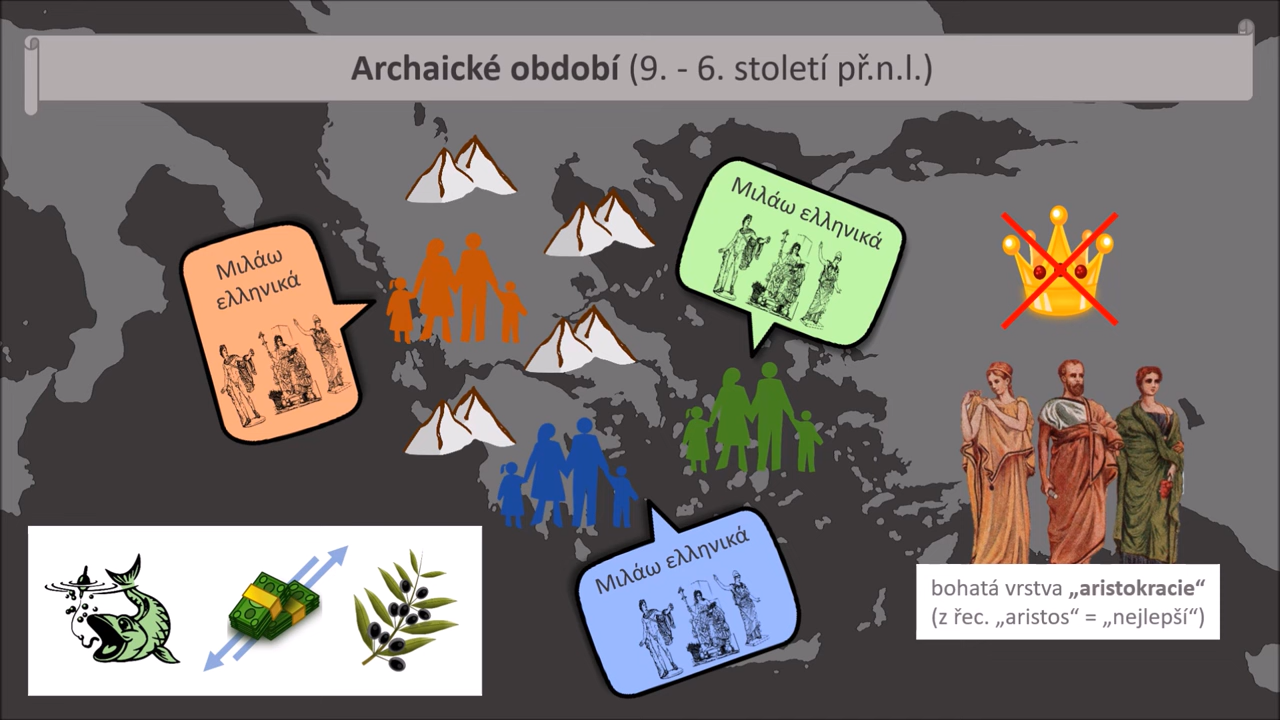 Archaické období (9. - 6. století př.n.l.)
Μιλάω
ελληνικά
Μιλάω ελληνικά
Μιλάω ελληνικά
bohatá vrstva „aristokracie“
(z řec. „aristos“ = „nejlepší“)